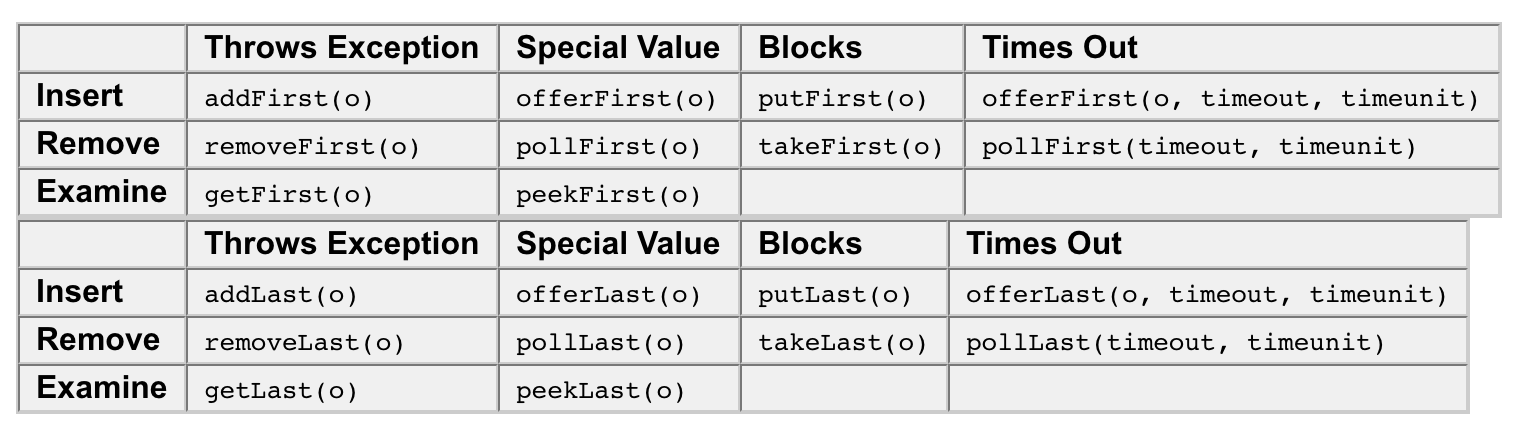 Throws Exception Special Value Blocks Times Out
Insert addFirst(o) offerFirst(o) putFirst(o) offerFirst(o, timeout, timeunit)
Remove removeFirst(o) pollFirst(o) takeFirst(o) pollFirst(timeout, timeunit)
Examine getFirst(o) peekFirst(o)
Throws Exception Special Value Blocks Times Out
Insert addLast(o) offerLast(o) putLast(o) offerLast(o, timeout, timeunit)
Remove removeLast(o) pollLast(o) takeLast(o) pollLast(timeout, timeunit)
Examine getLast(o) peekLast(o)